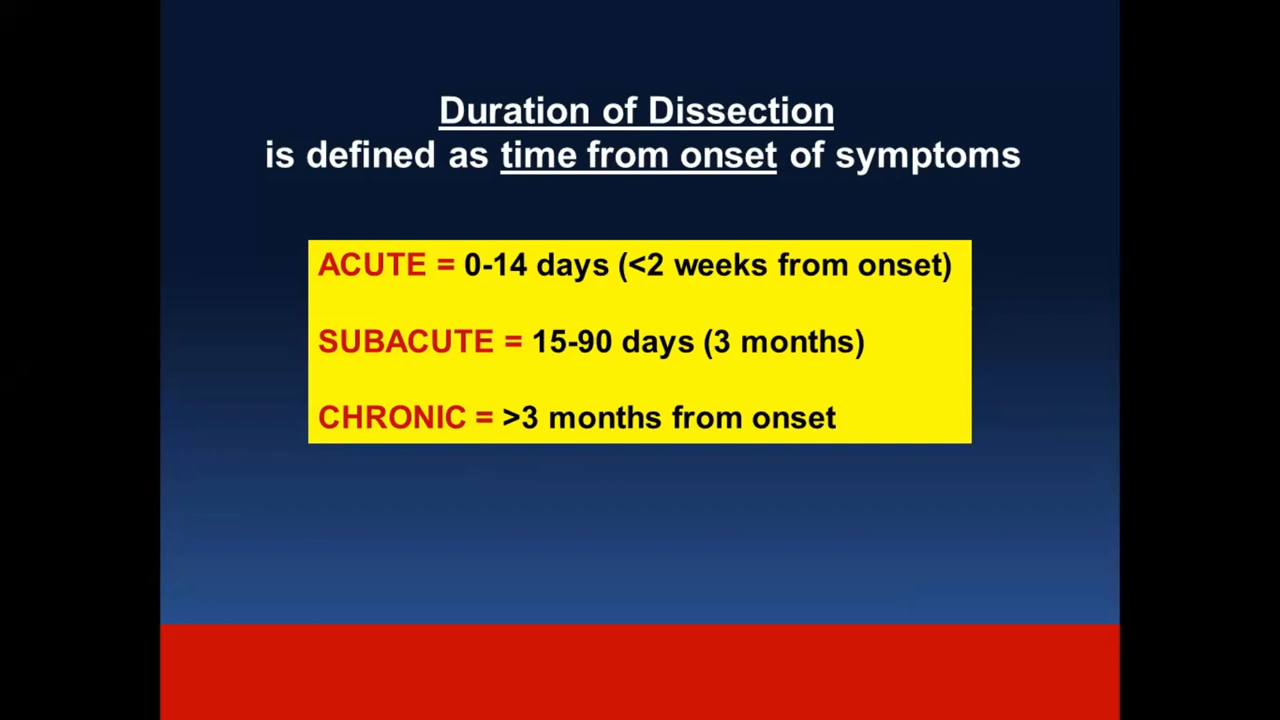 Duration of Dissection
is defined as time from onset of symptoms
ACUTE = 0-14 days (<2 weeks from onset)
SUBACUTE = 15-90 days (3 months)
CHRONIC = >3 months from onset